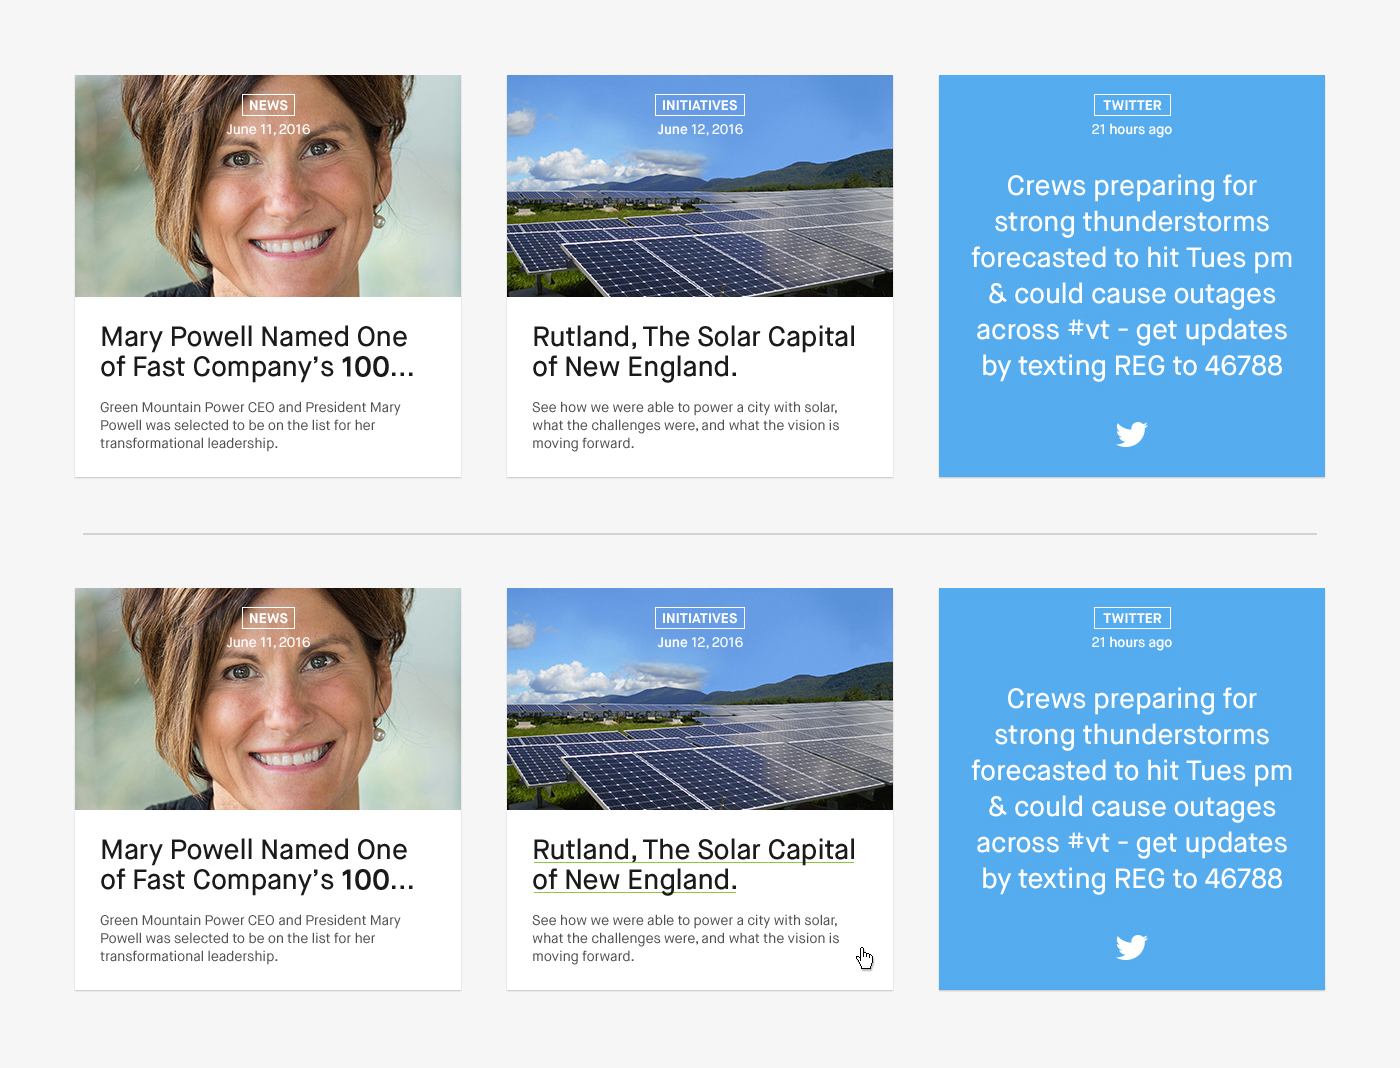 NEWS
June 11, 2016
Mary Powell Named One
of Fast Company’s 100...
Green Mountain Power CEO and President Mary
Powell was selected to be on the list for her
transformational leadership.
INITIATIVES
June 12, 2016
Rutland, The Solar Capital
of New England.
See how we were able to power a city with solar,
what the challenges were, and what the vision is
moving forward.
TWITTER
21 hours ago
Crews preparing for
strong thunderstorms
forecasted to hit Tues pm
& could cause outages
across #vt - get updates
by texting REG to 46788
NEWS
June 11, 2016
Mary Powell Named One
of Fast Company’s 100...
Green Mountain Power CEO and President Mary
Powell was selected to be on the list for her
transformational leadership.
INITIATIVES
June 12, 2016
Rutland, The Solar Capital
of New England.
See how we were able to power a city with solar,
what the challenges were, and what the vision is
moving forward.
TWITTER
21 hours ago
Crews preparing for
strong thunderstorms
forecasted to hit Tues pm
& could cause outages
across #vt - get updates
by texting REG to 46788